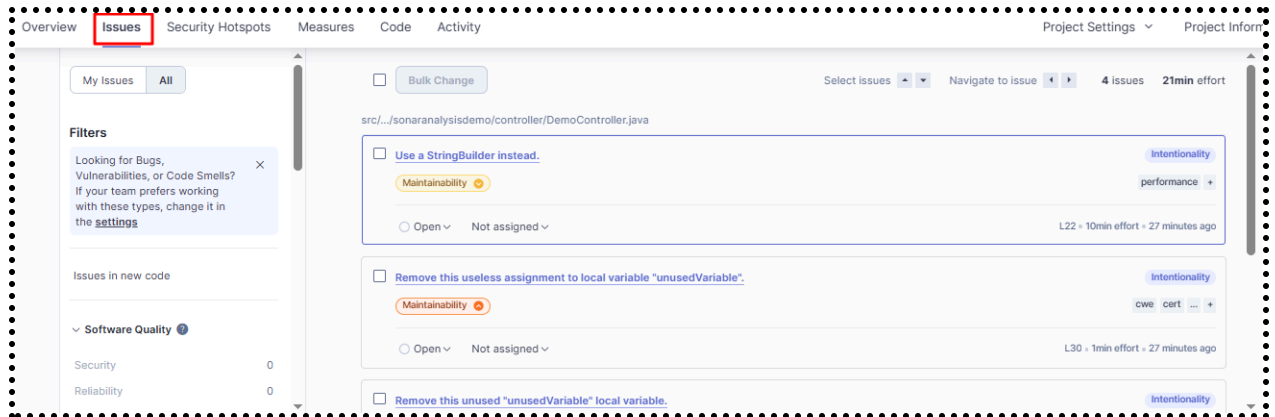 Overview Issues Security Hotspots Measures Code Activity Project Settings Project Inform
My Issues All
Filters
Looking for Bugs,
Vulnerabilities, or Code Smells?
If your team prefers working
with these types, change it in
the settings
Issues in new code
Software Quality ?
Security 0
Reliability 0
Bulk Change Select issues Navigate to issue 4 issues 21min effort
src/.../sonaranalysisdemo/controller/DemoController.java
Use a StringBuilder instead. Intentionality
Maintainability performance +
Open Not assigned L22 • 10min effort • 27 minutes ago
Remove this useless assignment to local variable "unusedVariable". Intentionality
Maintainability cwe cert ... +
Open Not assigned L30 • 1min effort • 27 minutes ago
Remove this unused "unusedVariable" local variable. Intentionality